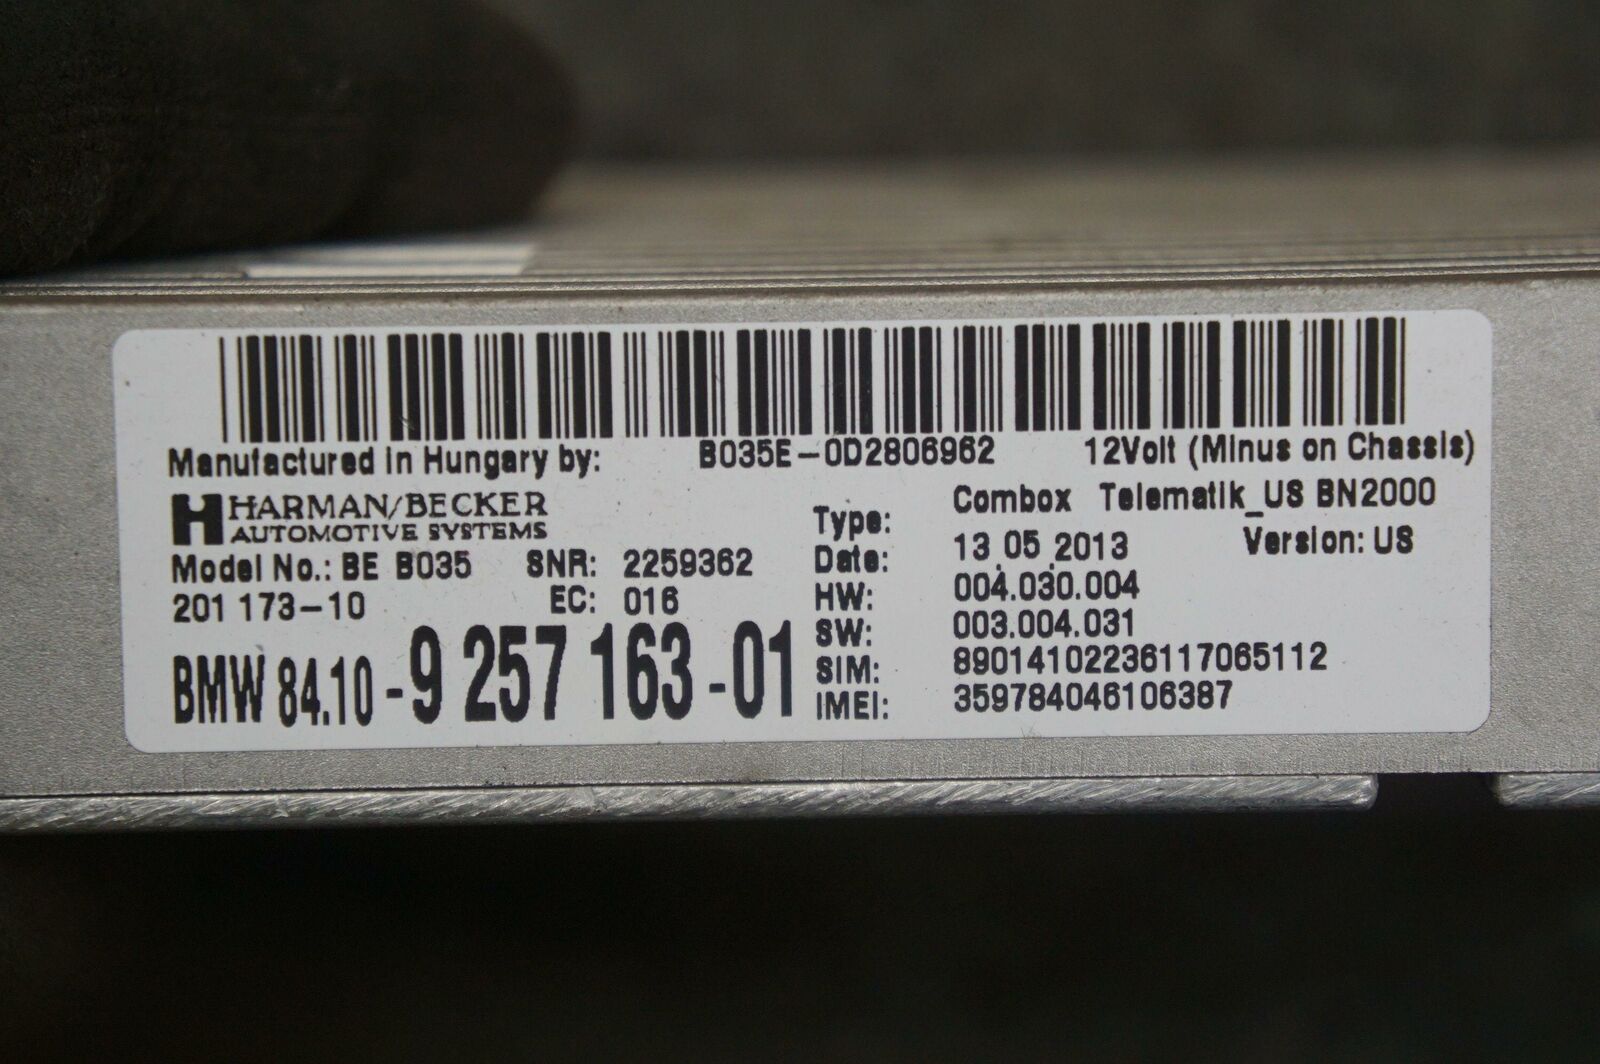 Manufactured in Hungary by: B035E-0D2806962 12Volt (Minus on Chassis)
H HARMAN/BECKER
AUTOMOTIVE SYSTEMS
Type: Combox Telematik_US BN2000
Model No.: BE B035 SNR: 2259362 Date: 13.05.2013 Version: US
201 173-10 EC: 016 HW: 004.030.004
SW: 003.004.031
BMW 84.10-9 257 163-01 SIM: 89014102236117065112
IMEI: 359784046106387